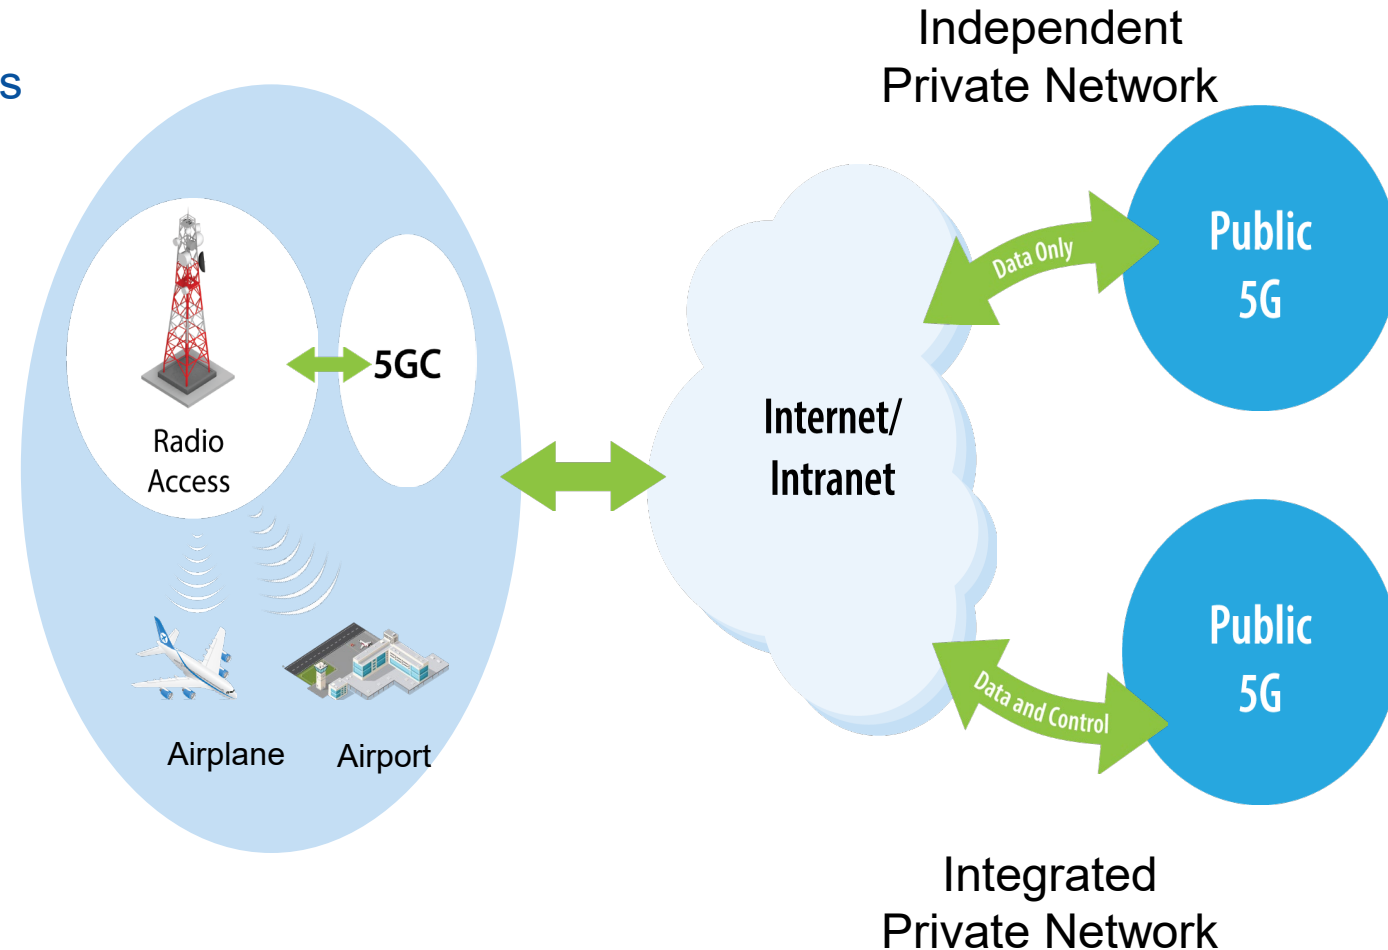 s
Independent
Private Network
Public
5G
Data Only
5GC
Radio
Access
Internet/
Intranet
Public
5G
Data and Control
Airplane
Airport
Integrated
Private Network